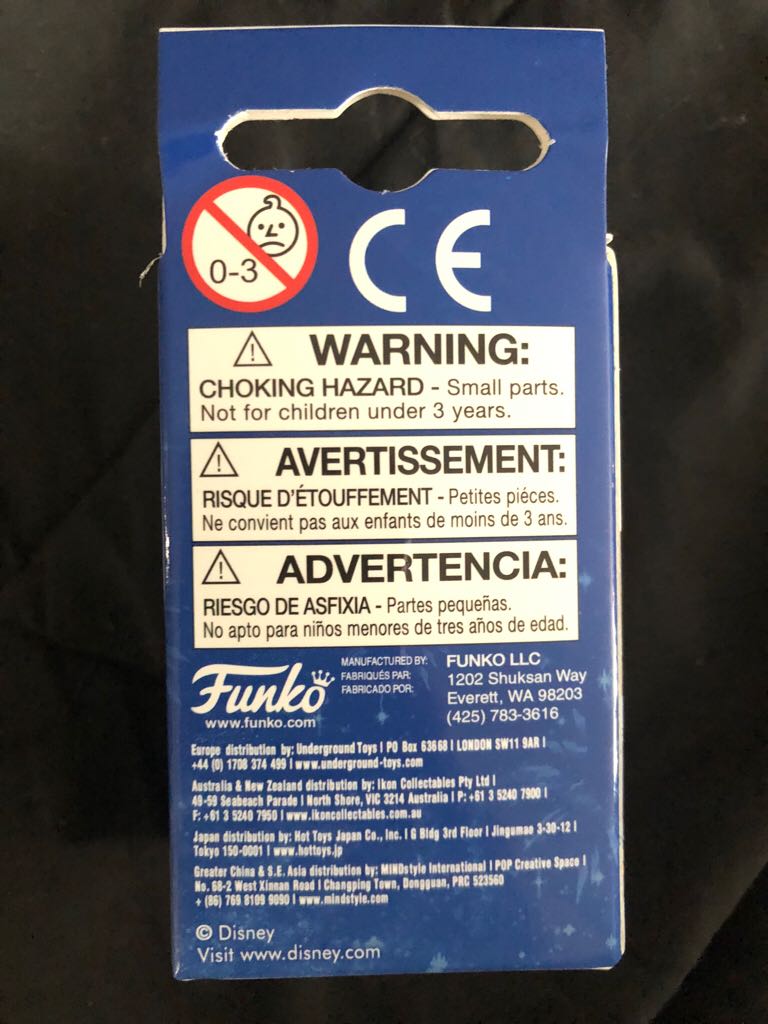 0-3
CE
WARNING:
CHOKING HAZARD - Small parts.
Not for children under 3 years.
AVERTISSEMENT:
RISQUE D'ÉTOUFFEMENT - Petites piéces.
Ne convient pas aux enfants de moins de 3 ans.
ADVERTENCIA:
RIESGO DE ASFIXIA - Partes pequeñas.
No apto para niños menores de tres años de edad.
Funko
www.funko.com
MANUFACTURED BY:
FABRIQUÉS PAR:
FABRICADO POR:
FUNKO LLC
1202 Shuksan Way
Everett, WA 98203
(425) 783-3616
Europe distribution by: Underground Toys | PO Box 63668 | LONDON SW11 9AR |
+44 (0) 1708 374 499 | www.underground-toys.com
Australia & New Zealand distribution by: Ikon Collectables Pty Ltd |
49-59 Seabeach Parade | North Shore, VIC 3214 Australia | P: +61 3 5240 7900 |
F: +61 3 5240 7950 | www.ikoncollectables.com.au
Japan distribution by: Hot Toys Japan Co., Inc. | G Bldg 3rd Floor | Jingumae 3-30-12 |
Tokyo 150-0001 | www.hottoys.jp
Greater China & S.E. Asia distribution by: MINDstyle International | POP Creative Space |
No. 68-2 West Xinnan Road | Changping Town, Dongguan, PRC 523560
+ (86) 769 8109 9090 | www.mindstyle.com
© Disney
Visit www.disney.com